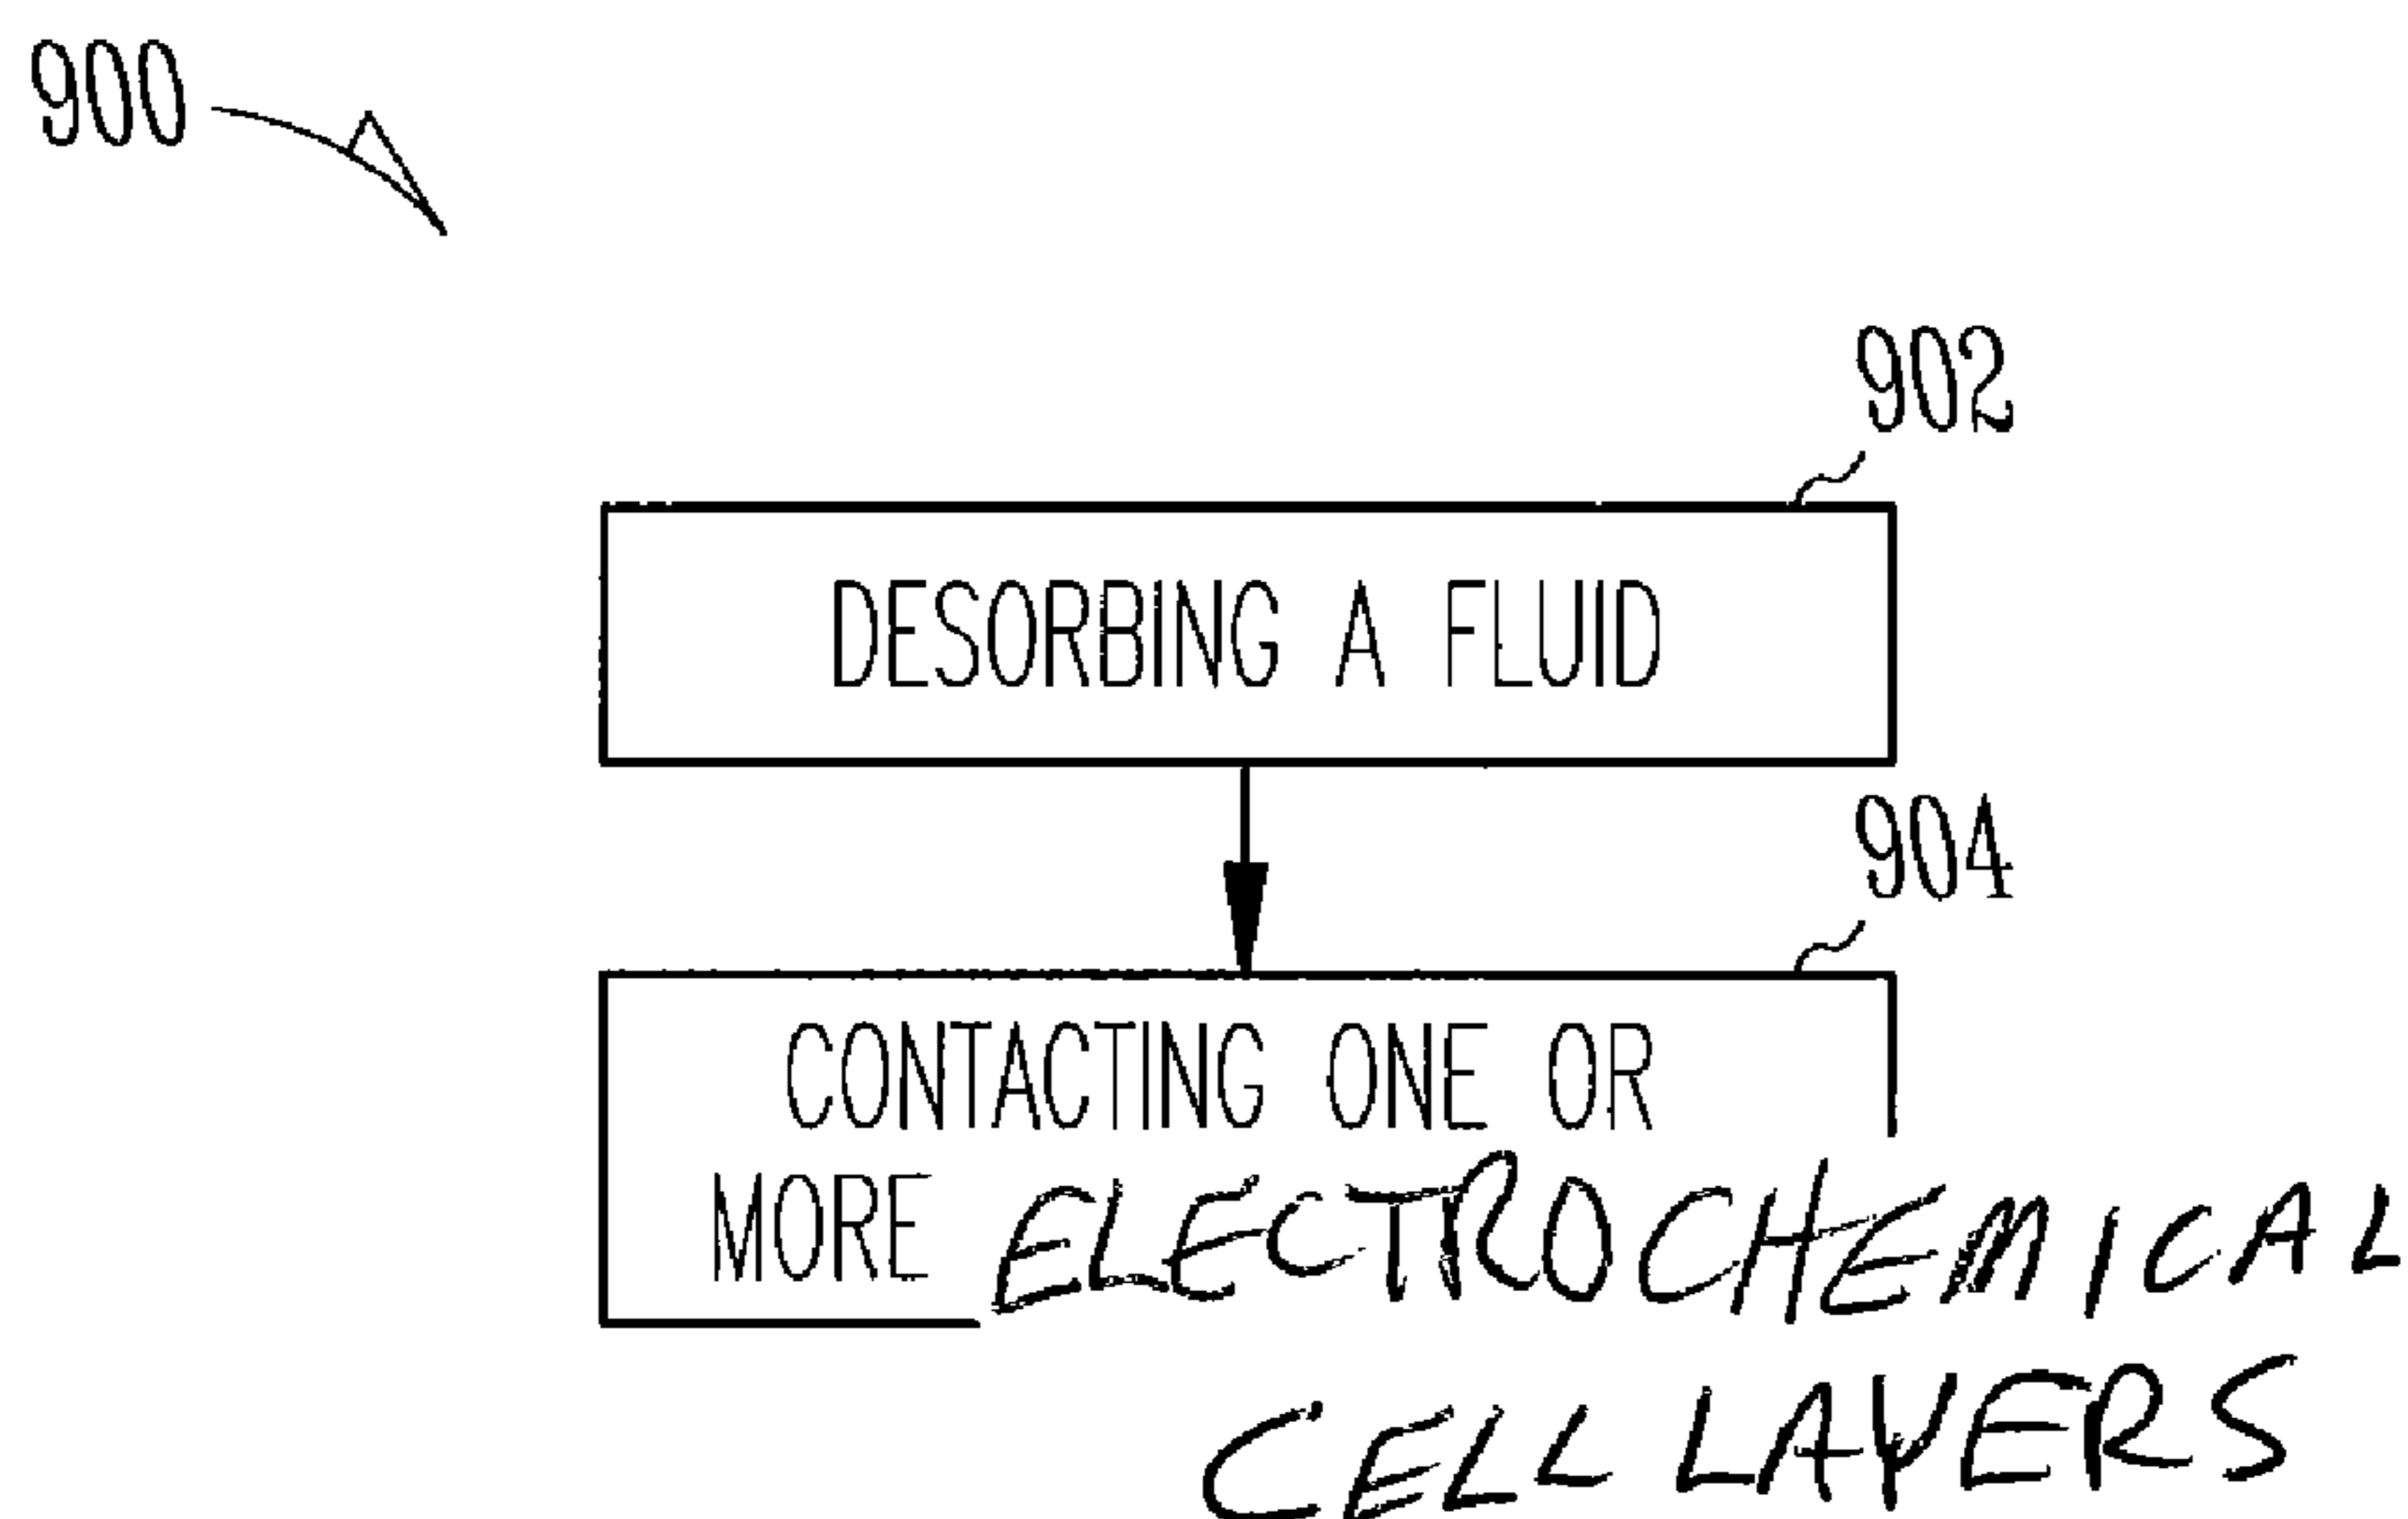 900
902
DESORBING A FLUID
904
CONTACTING ONE OR
MORE ELECTROCHEMICAL
CELL LAYERS